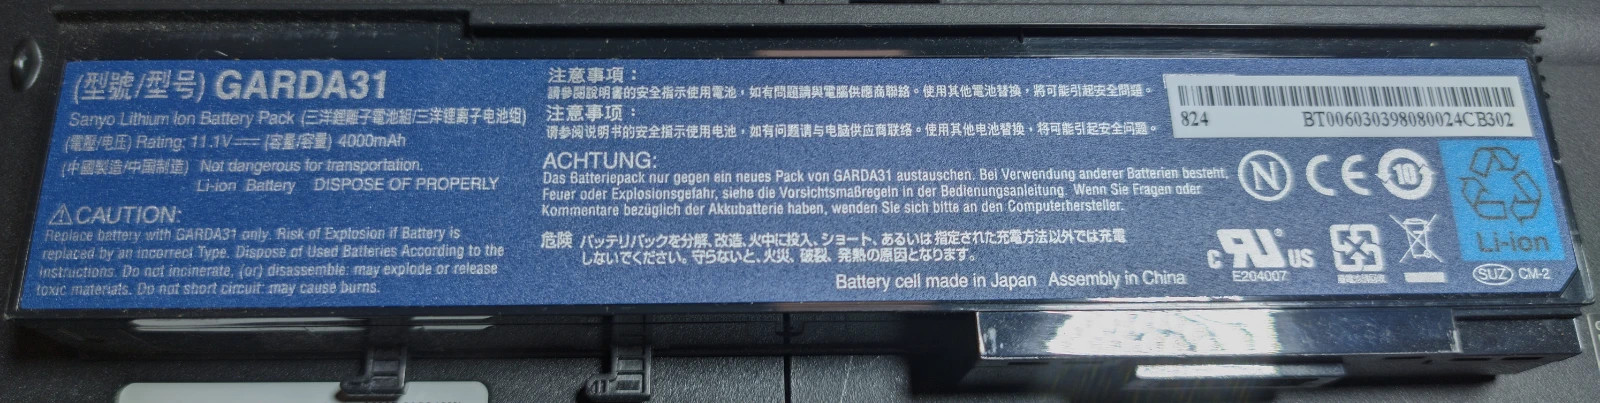 (型號/型号) GARDA31
Sanyo Lithium Ion Battery Pack (三洋鋰離子電池組/三洋锂离子电池组)
(電壓/电压) Rating: 11.1V⎓ (容量/容量) 4000mAh
(中國製造/中国制造) Not dangerous for transportation.
Li-ion Battery DISPOSE OF PROPERLY
⚠CAUTION:
Replace battery with GARDA31 only. Risk of Explosion if Battery is
replaced by an incorrect Type. Dispose of Used Batteries According to the
Instructions. Do not incinerate, (or) disassemble: may explode or release
toxic materials. Do not short circuit: may cause burns.
注意事項：
請參閱說明書的安全指示使用電池，如有問題請與電腦供應商聯絡。使用其他電池替換，將可能引起安全問題。
注意事项：
请参阅说明书的安全指示使用电池，如有问题请与电脑供应商联络。使用其他电池替换，将可能引起安全问题。
ACHTUNG:
Das Batteriepack nur gegen ein neues Pack von GARDA31 austauschen. Bei Verwendung anderer Batterien besteht,
Feuer oder Explosionsgefahr, siehe die Vorsichtsmaßregeln in der Bedienungsanleitung. Wenn Sie Fragen oder
Kommentare bezüglich der Akkubatterie haben, wenden Sie sich bitte an den Computerhersteller.
危険 バッテリパックを分解、改造、火中に投入、ショート、あるいは指定された充電方法以外では充電
しないでください。守らないと、火災、破裂、発熱の原因となります。
Battery cell made in Japan Assembly in China
824 BT006030398080024CB302
N CE 10
c RU US
E204007
Li-ion
SUZ CM-2